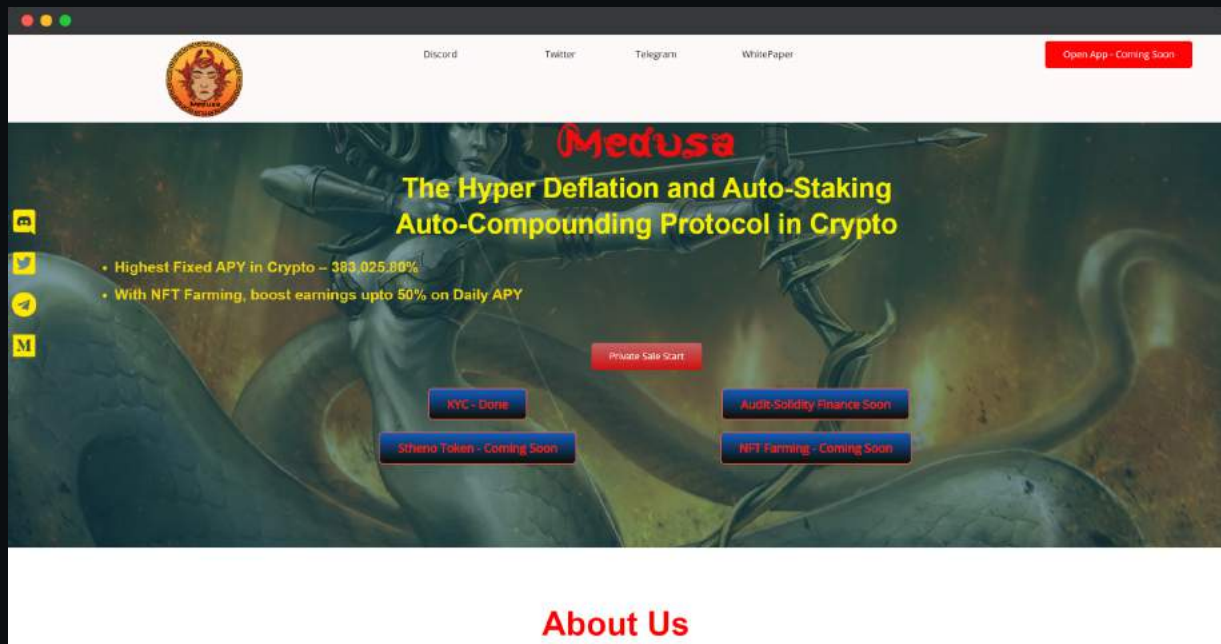 Medusa
Discord
Twitter
Telegram
WhitePaper
Open App - Coming Soon
Medusa
The Hyper Deflation and Auto-Staking
Auto-Compounding Protocol in Crypto
• Highest Fixed APY in Crypto – 383,025.80%
• With NFT Farming, boost earnings upto 50% on Daily APY
M
Private Sale Start
KYC - Done
Audit-Solidity Finance Soon
Stheno Token - Coming Soon
NFT Farming - Coming Soon
About Us